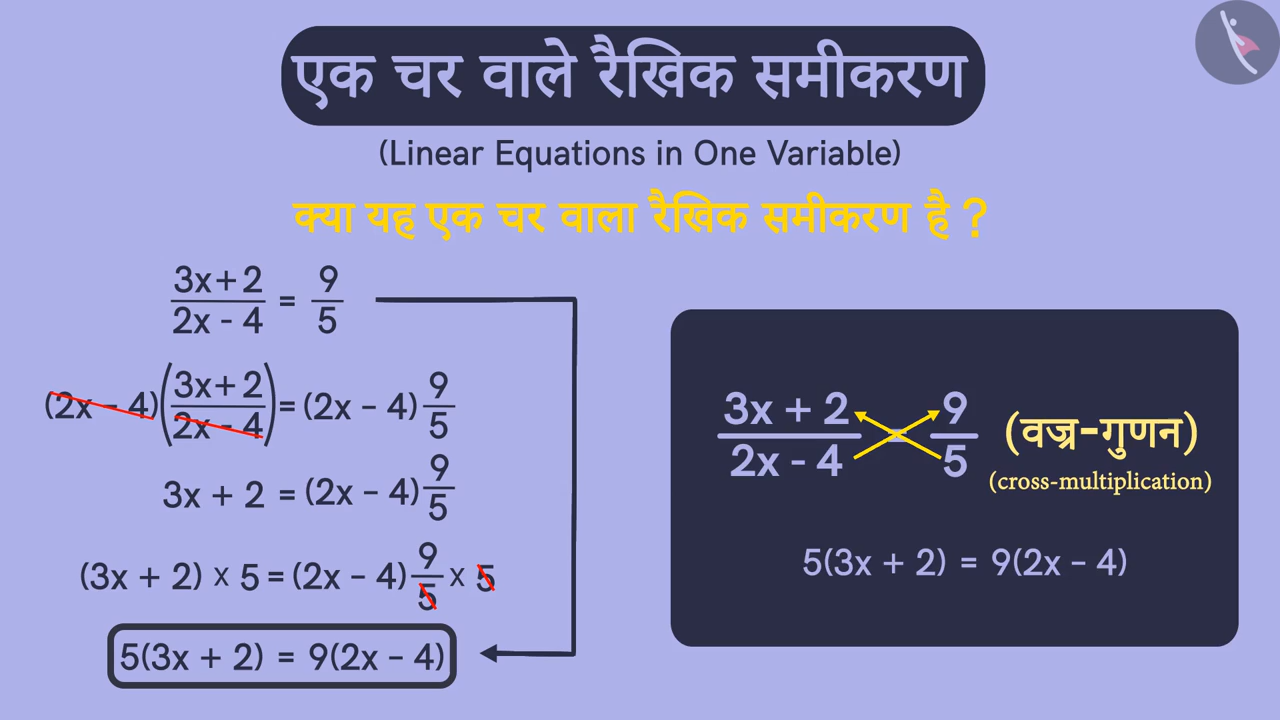 एक चर वाले रैखिक समीकरण
(Linear Equations in One Variable)
क्या यह एक चर वाला रैखिक समीकरण है ?
3x+2
2x - 4
=
9
5
(2x - 4)(3x+2
2x - 4) = (2x - 4) 9
5
3x + 2 = (2x - 4) 9
5
(3x + 2) x 5 = (2x - 4) 9
5 x 5
5(3x + 2) = 9(2x - 4)
3x + 2
2x - 4
=
9
5
(वज्र-गुणन)
(cross-multiplication)
5(3x + 2) = 9(2x - 4)